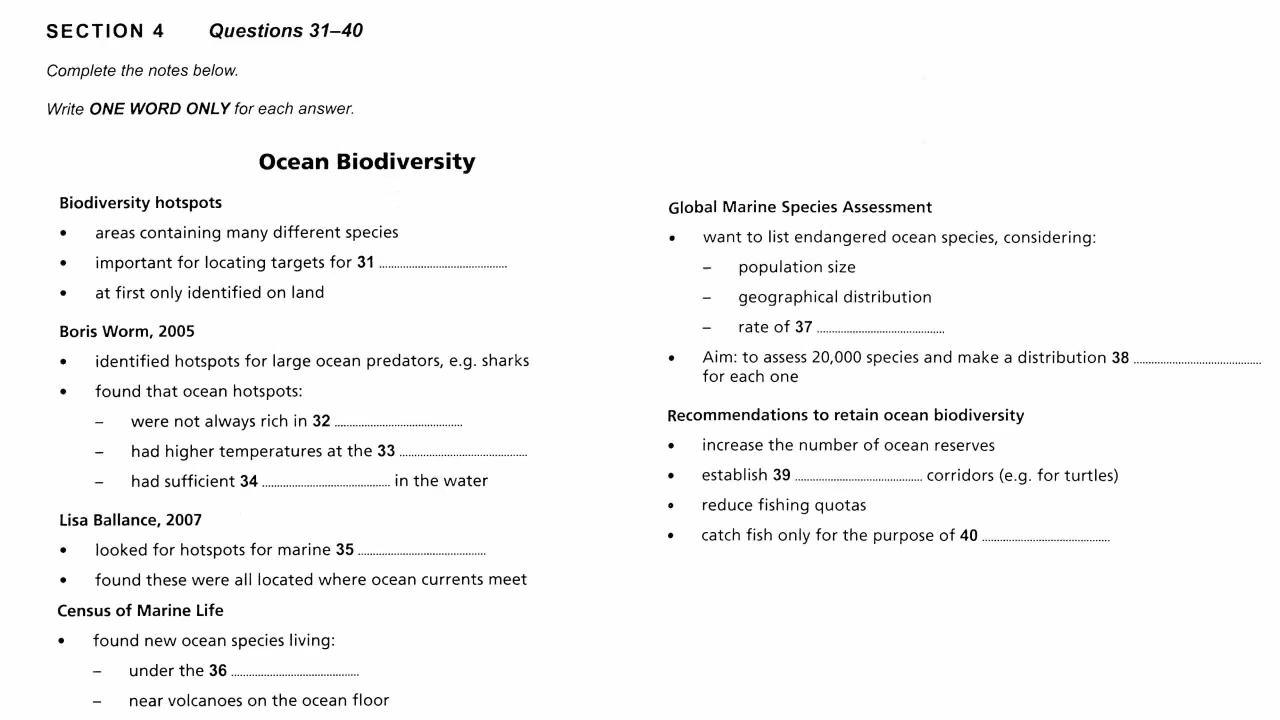 SECTION 4 Questions 31–40
Complete the notes below.
Write ONE WORD ONLY for each answer.
Ocean Biodiversity
Biodiversity hotspots
• areas containing many different species
• important for locating targets for 31 ..........
• at first only identified on land
Boris Worm, 2005
• identified hotspots for large ocean predators, e.g. sharks
• found that ocean hotspots:
– were not always rich in 32 ..........
– had higher temperatures at the 33 ..........
– had sufficient 34 .......... in the water
Lisa Ballance, 2007
• looked for hotspots for marine 35 ..........
• found these were all located where ocean currents meet
Census of Marine Life
• found new ocean species living:
– under the 36 ..........
– near volcanoes on the ocean floor
Global Marine Species Assessment
• want to list endangered ocean species, considering:
– population size
– geographical distribution
– rate of 37 ..........
• Aim: to assess 20,000 species and make a distribution 38 ..........
for each one
Recommendations to retain ocean biodiversity
• increase the number of ocean reserves
• establish 39 .......... corridors (e.g. for turtles)
• reduce fishing quotas
• catch fish only for the purpose of 40 ..........